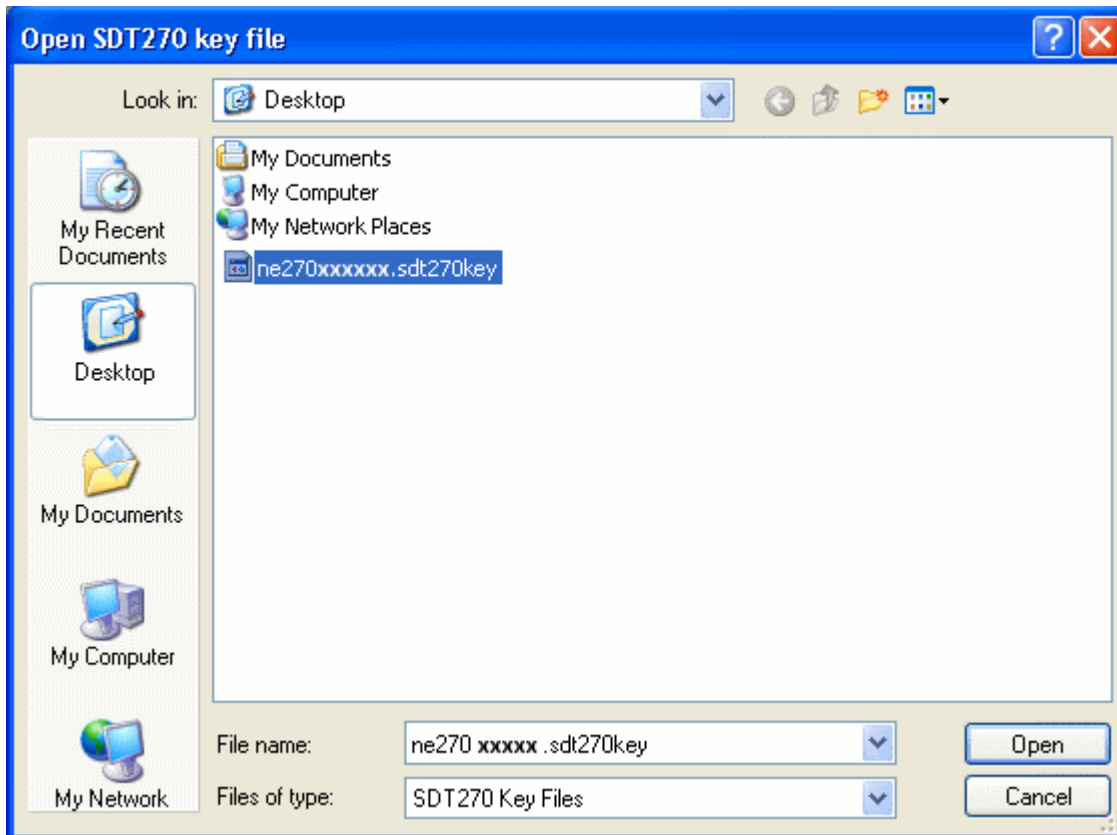 Open SDT270 key file
Look in: Desktop
My Recent
Documents
Desktop
My Documents
My Computer
My Network
My Documents
My Computer
My Network Places
ne270xxxxxx.sdt270key
File name: ne270 xxxxx .sdt270key Open
Files of type: SDT270 Key Files Cancel